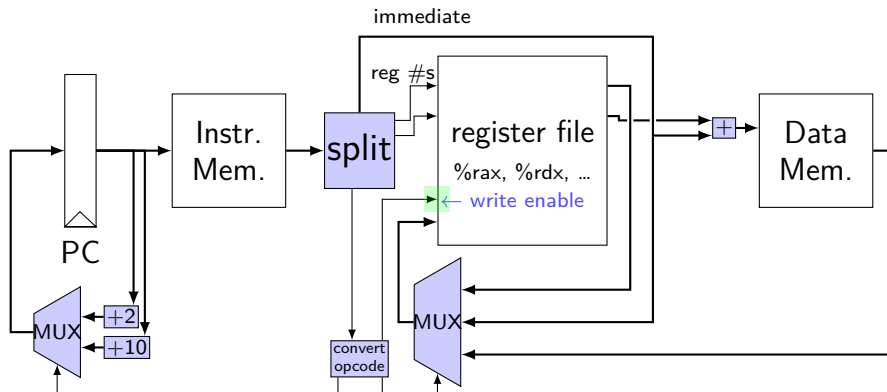 immediate
reg #s
Instr.
Mem.
split
register file
%rax, %rdx, ...
← write enable
+
Data
Mem.
PC
MUX
+2
+10
MUX
convert
opcode